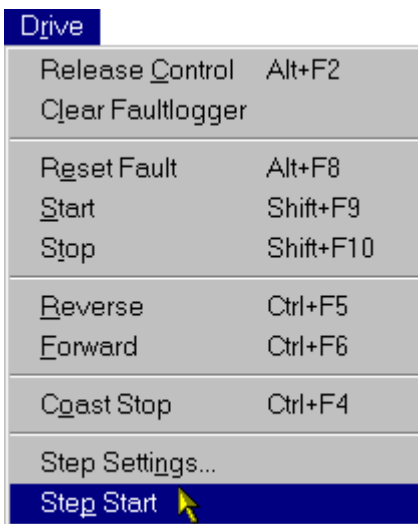 Drive
Release Control Alt+F2
Clear Faultlogger
Reset Fault Alt+F8
Start Shift+F9
Stop Shift+F10
Reverse Ctrl+F5
Forward Ctrl+F6
Coast Stop Ctrl+F4
Step Settings...
Step Start